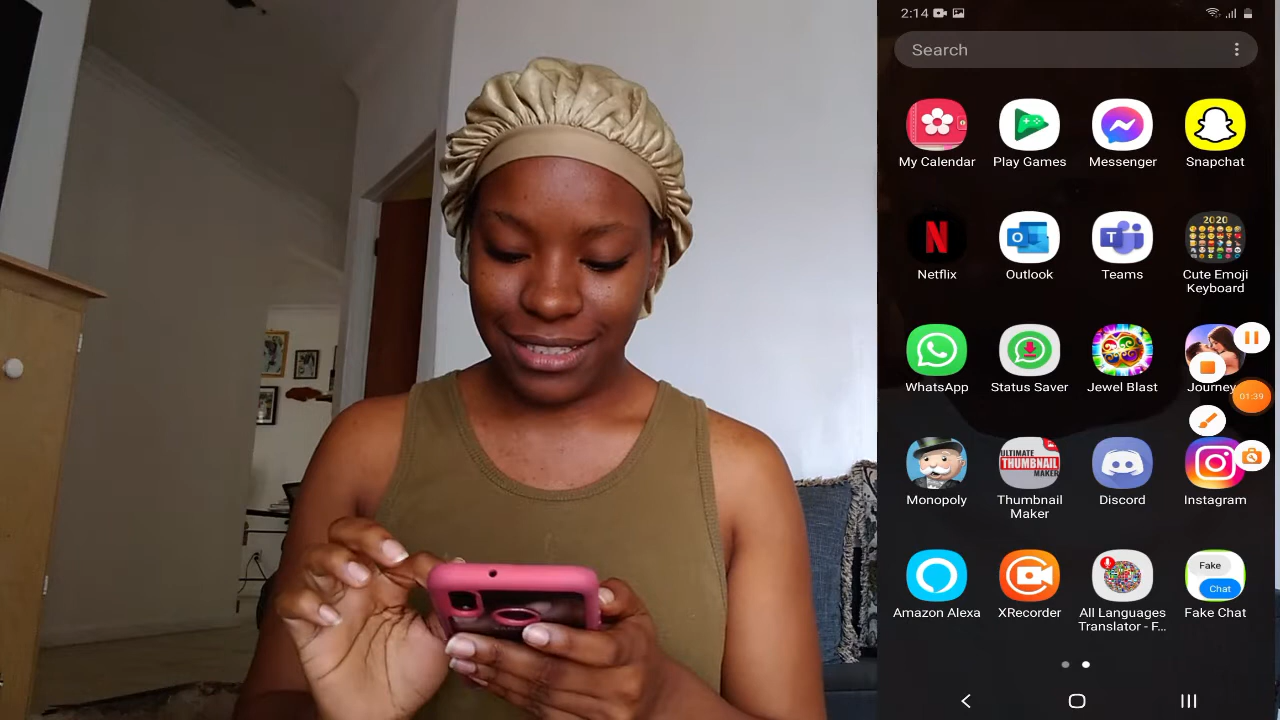 2:14
Search
My Calendar
Play Games
Messenger
Snapchat
N
O
T
2020
Netflix
Outlook
Teams
Cute Emoji
Keyboard
WhatsApp
Status Saver
Jewel Blast
Journey
01:39
ULTIMATE
THUMBNAIL
MAKER
Monopoly
Thumbnail
Maker
Discord
Instagram
Fake
Chat
Amazon Alexa
XRecorder
All Languages
Translator - F...
Fake Chat